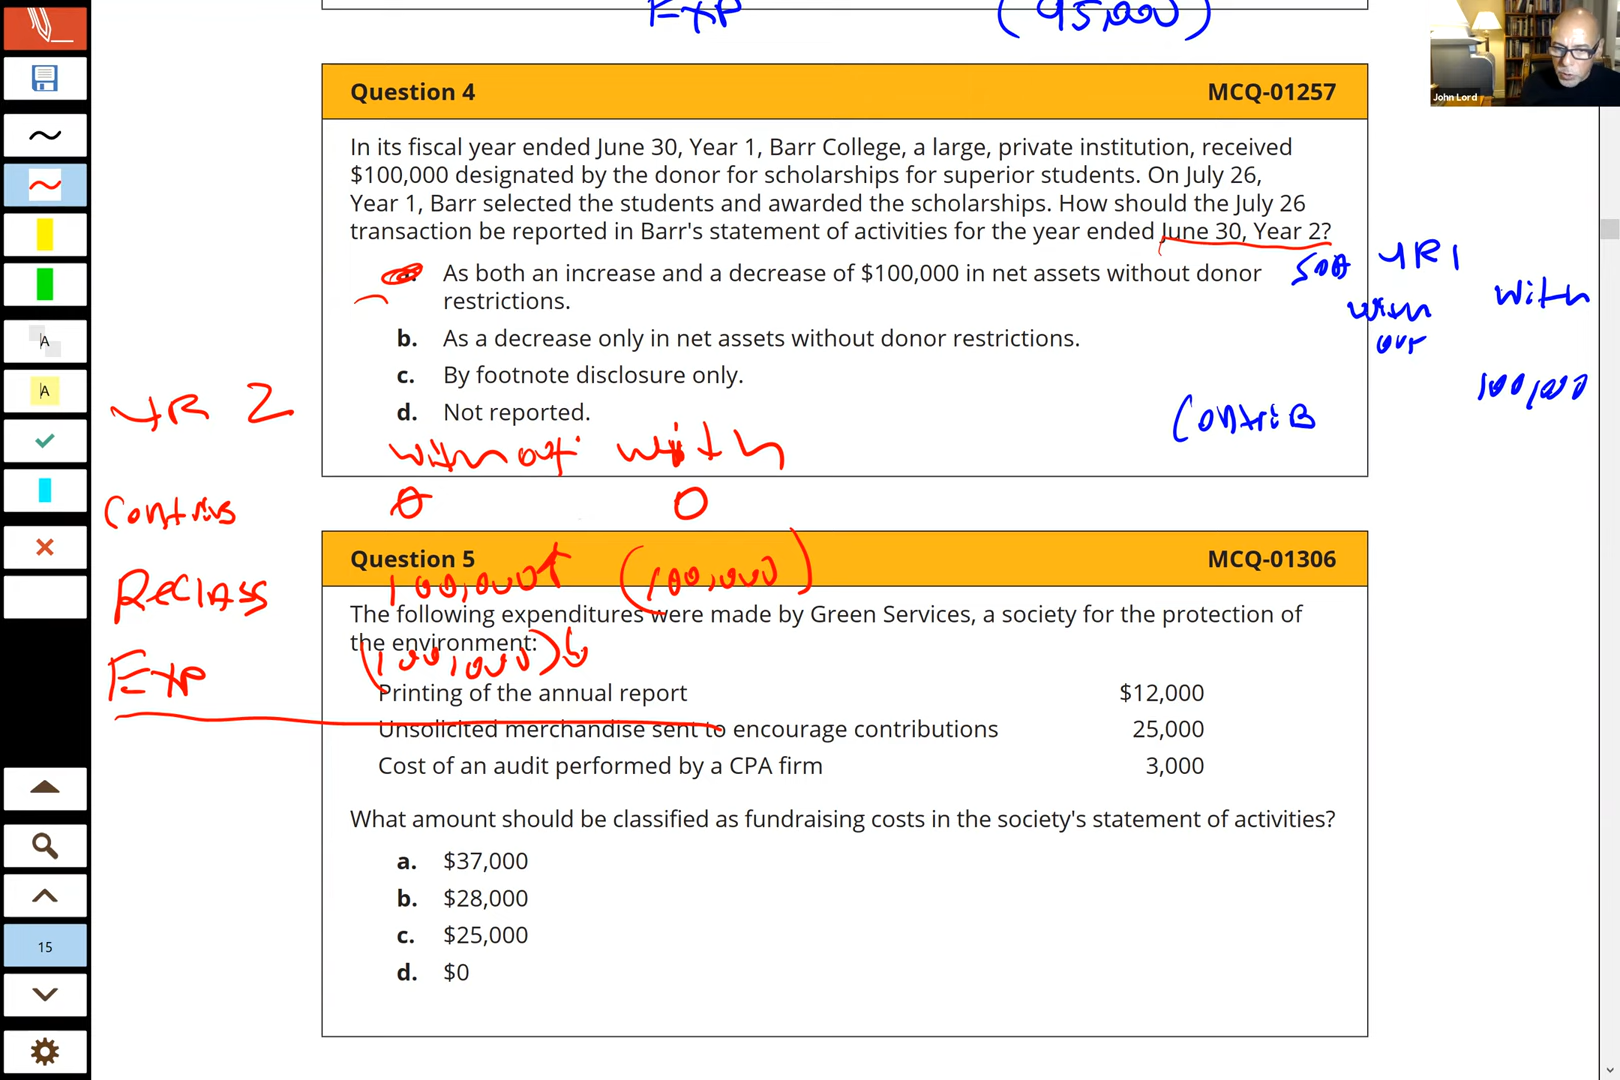 EXP (95,000)
John Lord
Question 4 MCQ-01257
In its fiscal year ended June 30, Year 1, Barr College, a large, private institution, received
$100,000 designated by the donor for scholarships for superior students. On July 26,
Year 1, Barr selected the students and awarded the scholarships. How should the July 26
transaction be reported in Barr's statement of activities for the year ended June 30, Year 2?
As both an increase and a decrease of $100,000 in net assets without donor
restrictions.
b. As a decrease only in net assets without donor restrictions.
c. By footnote disclosure only.
d. Not reported.
SOA YR1
With
out
With
Contrib 100,000
YR 2
without with
Contribs 0 0
Question 5 MCQ-01306
Reclass 100,000↑ (100,000)
The following expenditures were made by Green Services, a society for the protection of
the environment:
Exp (100,000)↓
Printing of the annual report $12,000
Unsolicited merchandise sent to encourage contributions 25,000
Cost of an audit performed by a CPA firm 3,000
What amount should be classified as fundraising costs in the society's statement of activities?
a. $37,000
b. $28,000
c. $25,000
d. $0
A
A
15